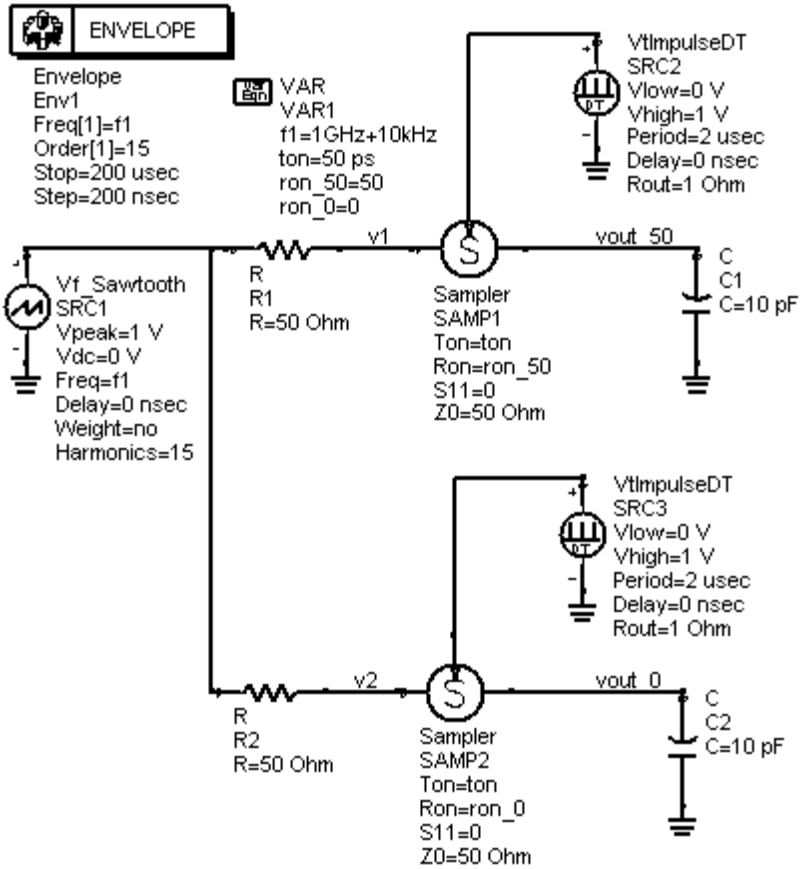 ENVELOPE
Envelope
Env1
Freq[1]=f1
Order[1]=15
Stop=200 usec
Step=200 nsec
Var
Eqn
VAR
VAR1
f1=1GHz+10kHz
ton=50 ps
ron_50=50
ron_0=0
+
DT
-
VtImpulseDT
SRC2
Vlow=0 V
Vhigh=1 V
Period=2 usec
Delay=0 nsec
Rout=1 Ohm
Vf_Sawtooth
SRC1
Vpeak=1 V
Vdc=0 V
Freq=f1
Delay=0 nsec
Weight=no
Harmonics=15
R
R1
R=50 Ohm
v1
S
Sampler
SAMP1
Ton=ton
Ron=ron_50
S11=0
Z0=50 Ohm
vout_50
C
C1
C=10 pF
+
DT
-
VtImpulseDT
SRC3
Vlow=0 V
Vhigh=1 V
Period=2 usec
Delay=0 nsec
Rout=1 Ohm
R
R2
R=50 Ohm
v2
S
Sampler
SAMP2
Ton=ton
Ron=ron_0
S11=0
Z0=50 Ohm
vout_0
C
C2
C=10 pF